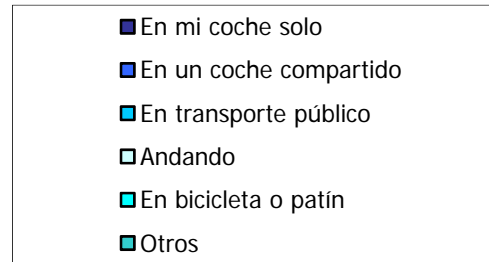 En mi coche solo
En un coche compartido
En transporte público
Andando
En bicicleta o patín
Otros